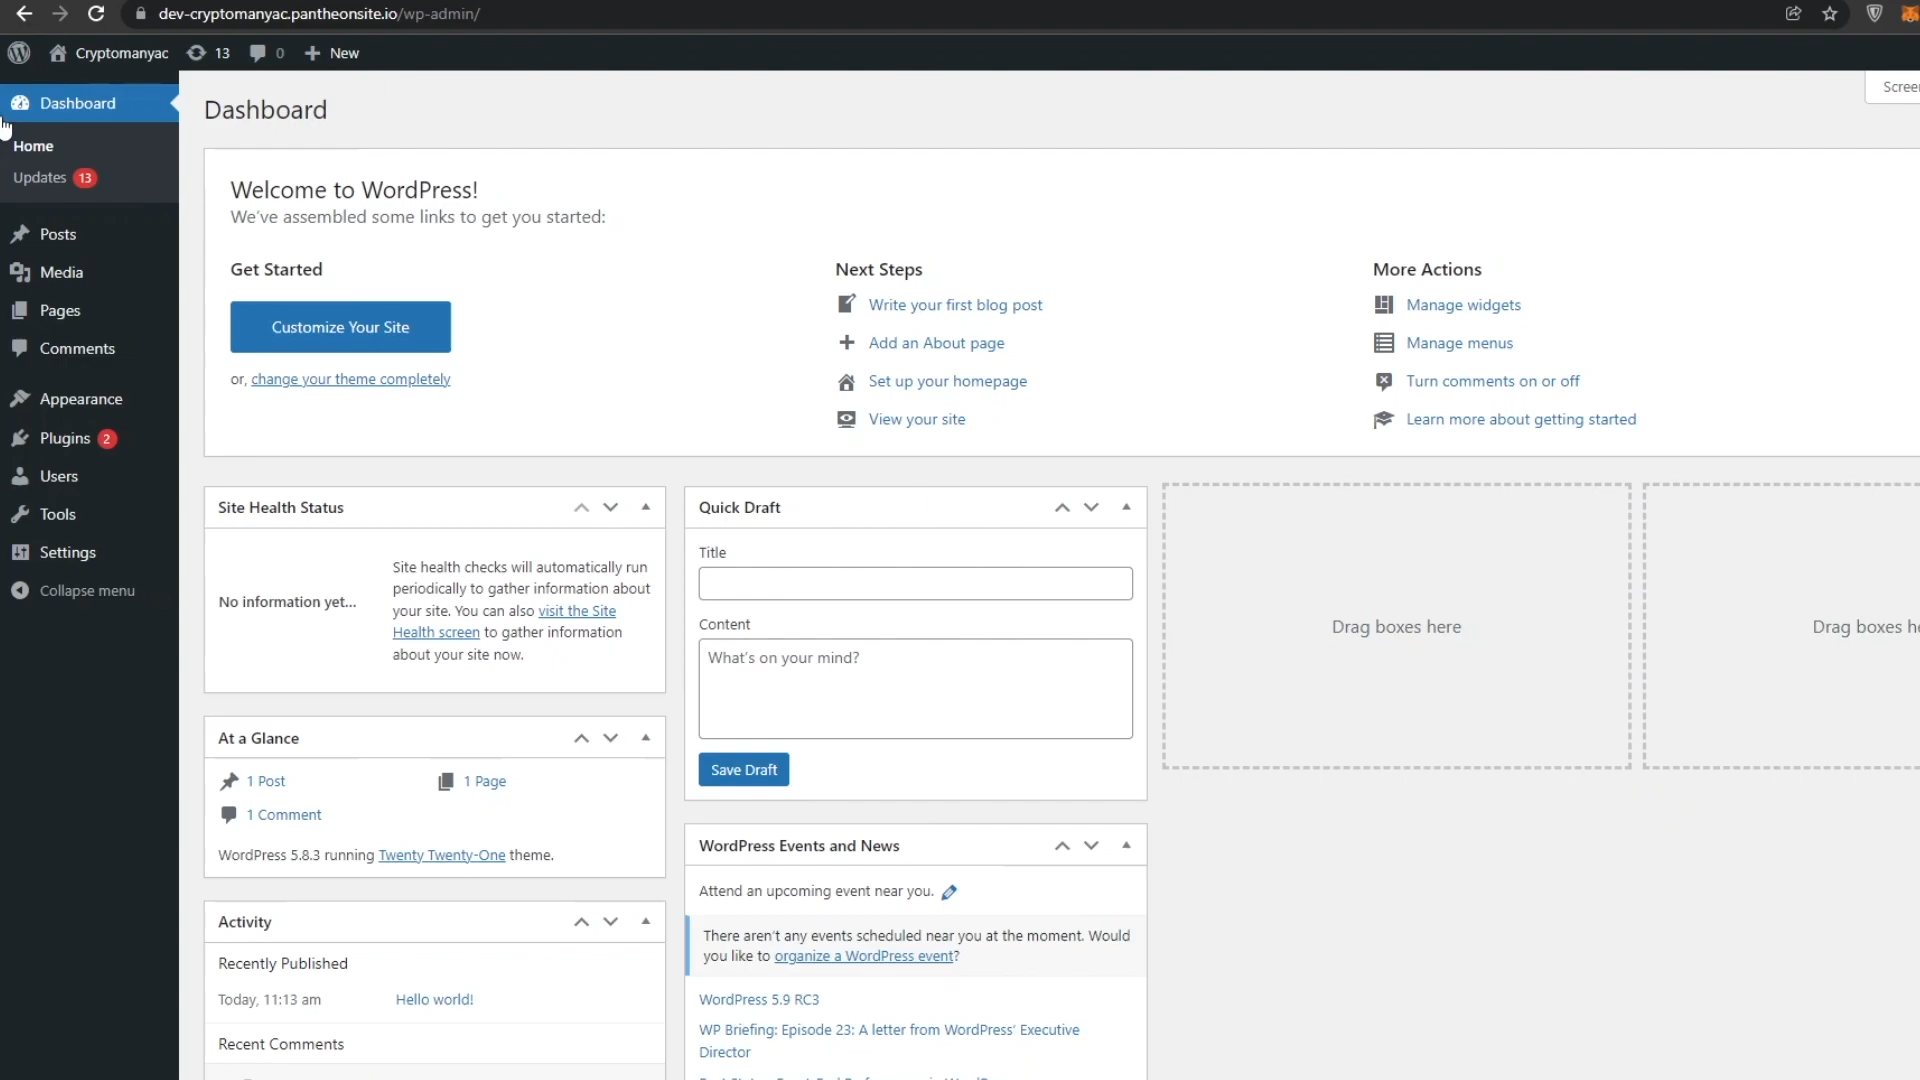 dev-cryptomanyac.pantheonsite.io/wp-admin/
Cryptomanyac 13 0 New
Dashboard
Home
Updates 13
Posts
Media
Pages
Comments
Appearance
Plugins 2
Users
Tools
Settings
Collapse menu
Dashboard
Welcome to WordPress!
We've assembled some links to get you started:
Get Started
Customize Your Site
or, change your theme completely
Next Steps
Write your first blog post
Add an About page
Set up your homepage
View your site
More Actions
Manage widgets
Manage menus
Turn comments on or off
Learn more about getting started
Site Health Status
No information yet...
Site health checks will automatically run
periodically to gather information about
your site. You can also visit the Site
Health screen to gather information
about your site now.
At a Glance
1 Post
1 Page
1 Comment
WordPress 5.8.3 running Twenty Twenty-One theme.
Activity
Recently Published
Today, 11:13 am Hello world!
Recent Comments
Quick Draft
Title
Content
What's on your mind?
Save Draft
WordPress Events and News
Attend an upcoming event near you.
There aren't any events scheduled near you at the moment. Would
you like to organize a WordPress event?
WordPress 5.9 RC3
WP Briefing: Episode 23: A letter from WordPress' Executive
Director
Drag boxes here
Drag boxes